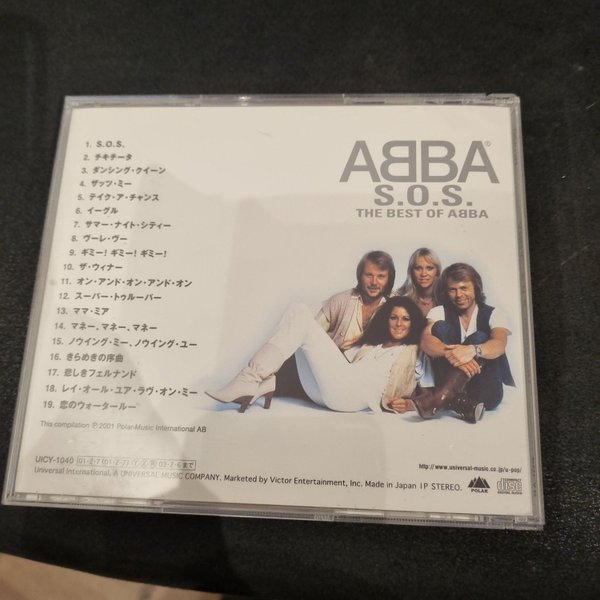 1. S.O.S.
2. チキチータ
3. ダンシング・クイーン
4. ザッツ・ミー
5. テイク・ア・チャンス
6. イーグル
7. サマー・ナイト・シティー
8. ヴーレ・ヴー
9. ギミー!ギミー!ギミー!
10. ザ・ウィナー
11. オン・アンド・オン・アンド・オン
12. スーパー・トゥルーパー
13. ママ・ミア
14. マネー、マネー、マネー
15. ノウイング・ミー、ノウイング・ユー
16. きらめきの序曲
17. 悲しきフェルナンド
18. レイ・オール・ユア・ラヴ・オン・ミー
19. 恋のウォータールー
This compilation ℗ 2001 Polar-Music International AB
ABBA®
S.O.S.
THE BEST OF ABBA
UICY-1040
Universal International, A UNIVERSAL MUSIC COMPANY. Marketed by Victor Entertainment, Inc. Made in Japan 1P STEREO.
http://www.universal-music.co.jp/u-pop/
POLAR
COMPACT
disc
DIGITAL AUDIO